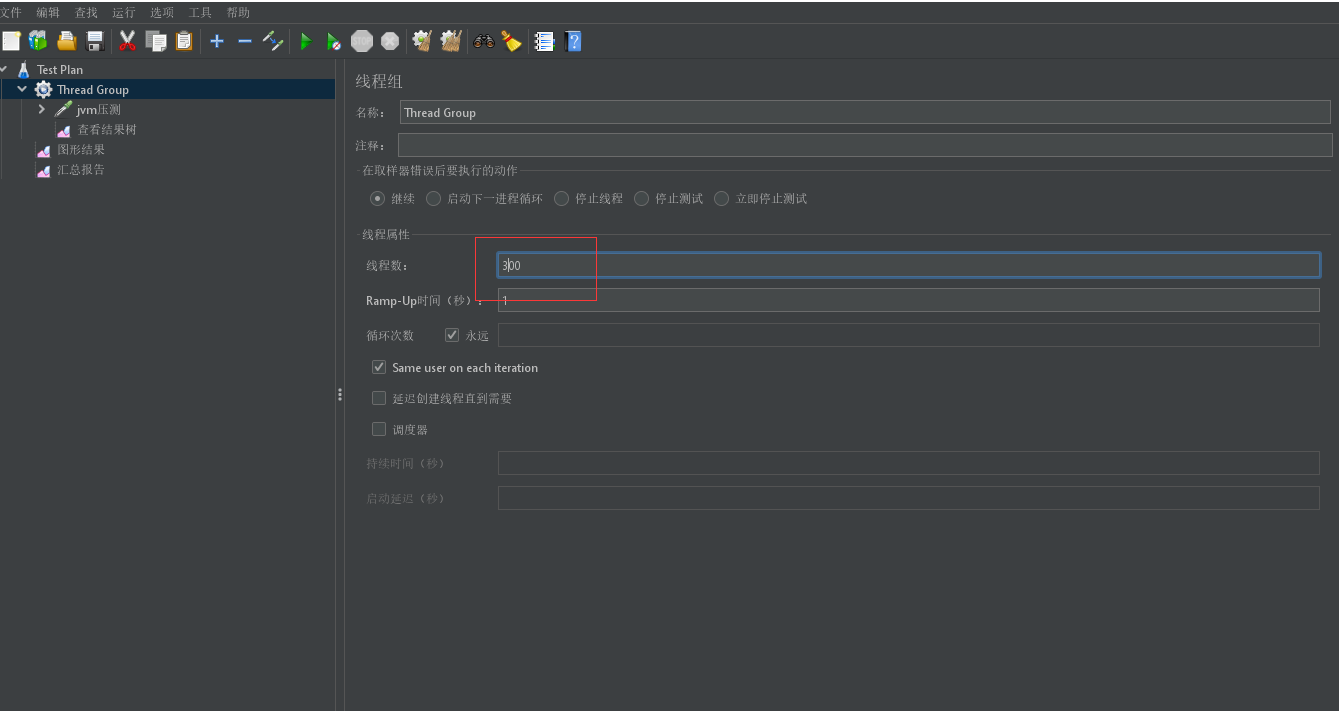 文件 编辑 查找 运行 选项 工具 帮助
STOP
Test Plan
Thread Group
jvm压测
查看结果树
图形结果
汇总报告
线程组
名称： Thread Group
注释：
在取样器错误后要执行的动作
继续 启动下一进程循环 停止线程 停止测试 立即停止测试
线程属性
线程数： 300
Ramp-Up时间（秒）： 1
循环次数 永远
Same user on each iteration
延迟创建线程直到需要
调度器
持续时间（秒）
启动延迟（秒）